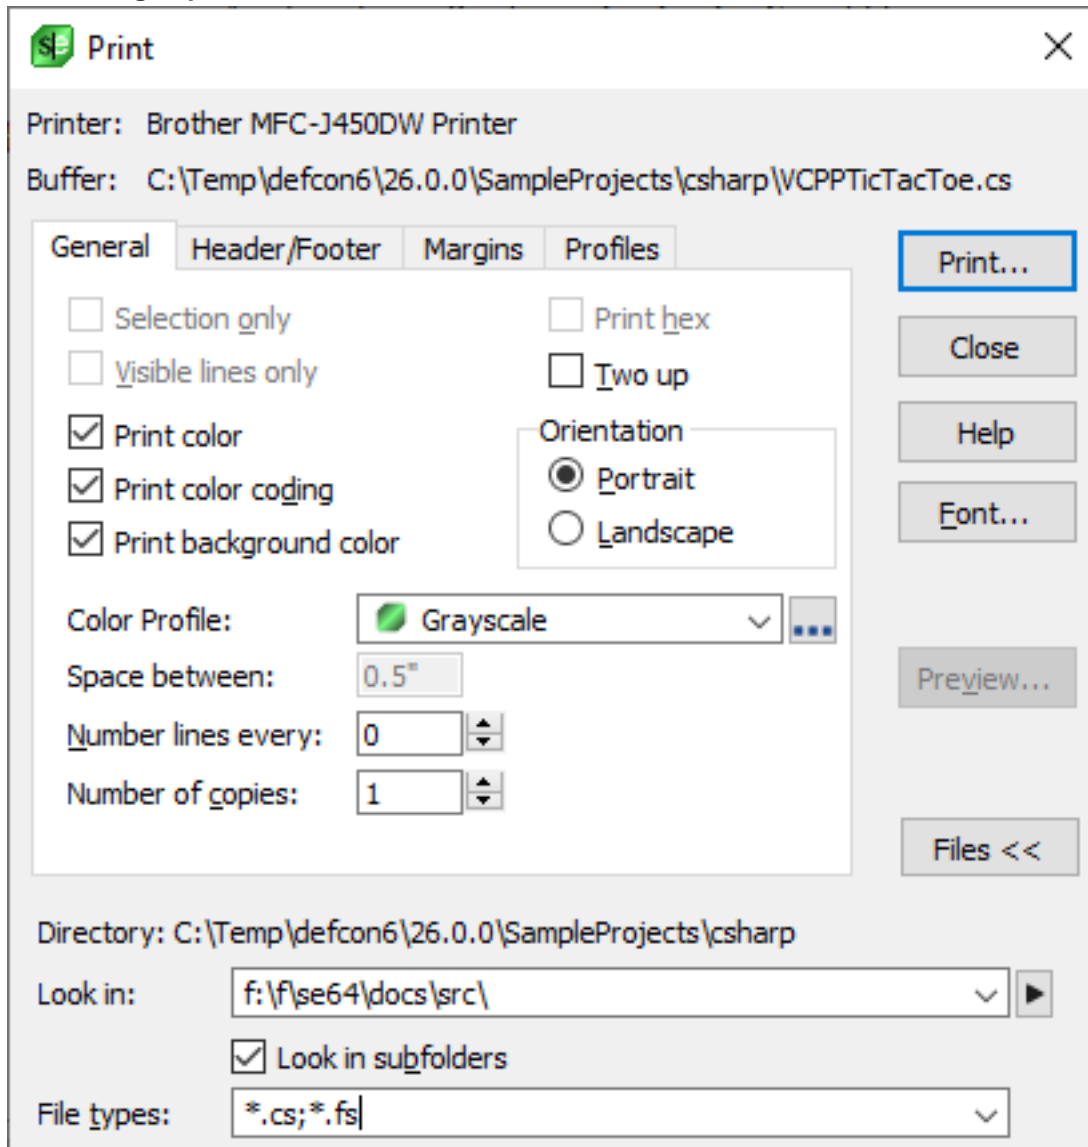 Print
Printer: Brother MFC-J450DW Printer
Buffer: C:\Temp\defcon6\26.0.0\SampleProjects\csharp\VCPPTicTacToe.cs
General Header/Footer Margins Profiles
Print...
Selection only
Print hex
Close
Visible lines only
Two up
Print color
Orientation
Help
Print color coding
Portrait
Font...
Print background color
Landscape
Color Profile: Grayscale ...
Space between: 0.5"
Preview...
Number lines every: 0
Number of copies: 1
Files <<
Directory: C:\Temp\defcon6\26.0.0\SampleProjects\csharp
Look in: f:\f\se64\docs\src\
Look in subfolders
File types: *.cs;*.fs